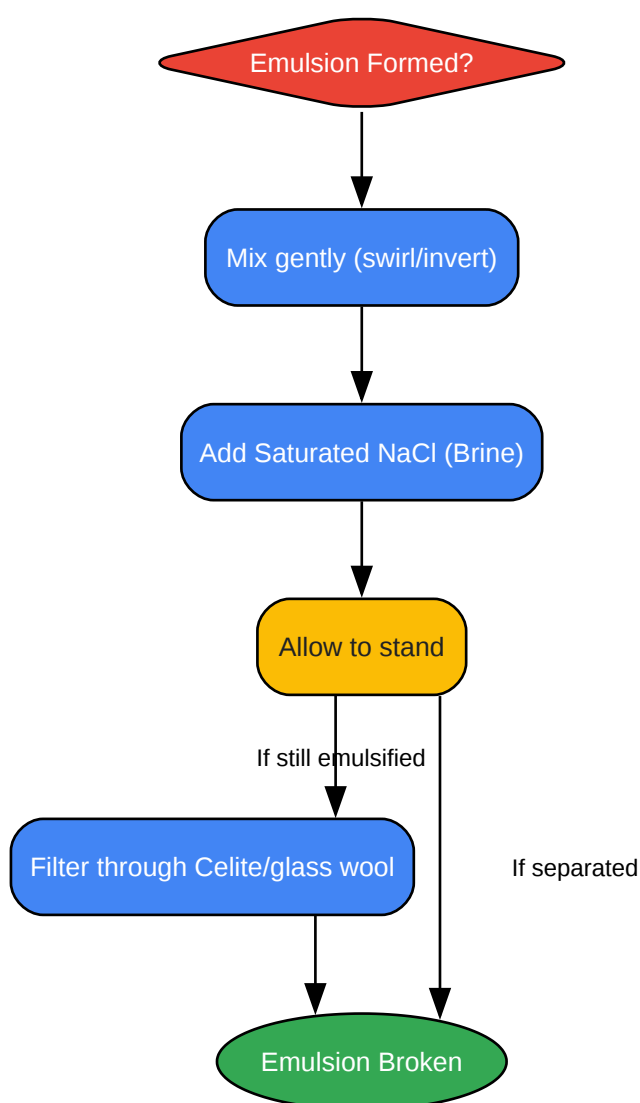 Emulsion Formed?
Mix gently (swirl/invert)
Add Saturated NaCl (Brine)
Allow to stand
If still emulsified
Filter through Celite/glass wool
If separated
Emulsion Broken